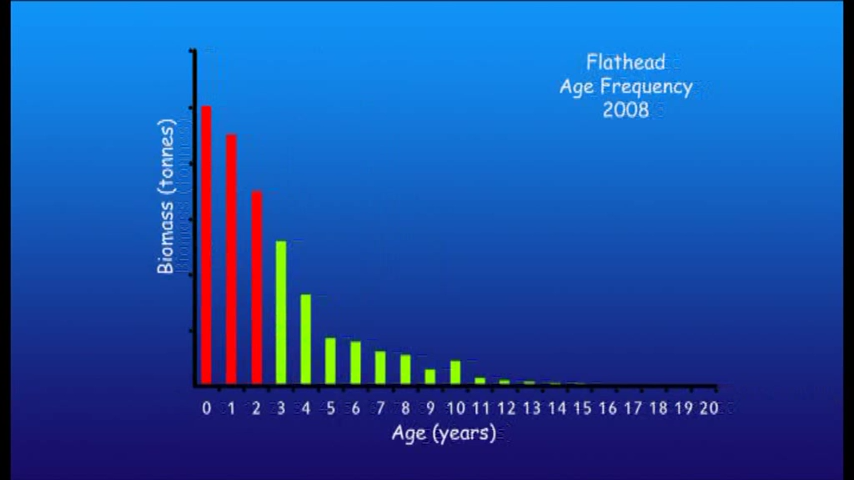 Flathead
Age Frequency
2008
Biomass (tonnes)
0 1 2 3 4 5 6 7 8 9 10 11 12 13 14 15 16 17 18 19 20
Age (years)